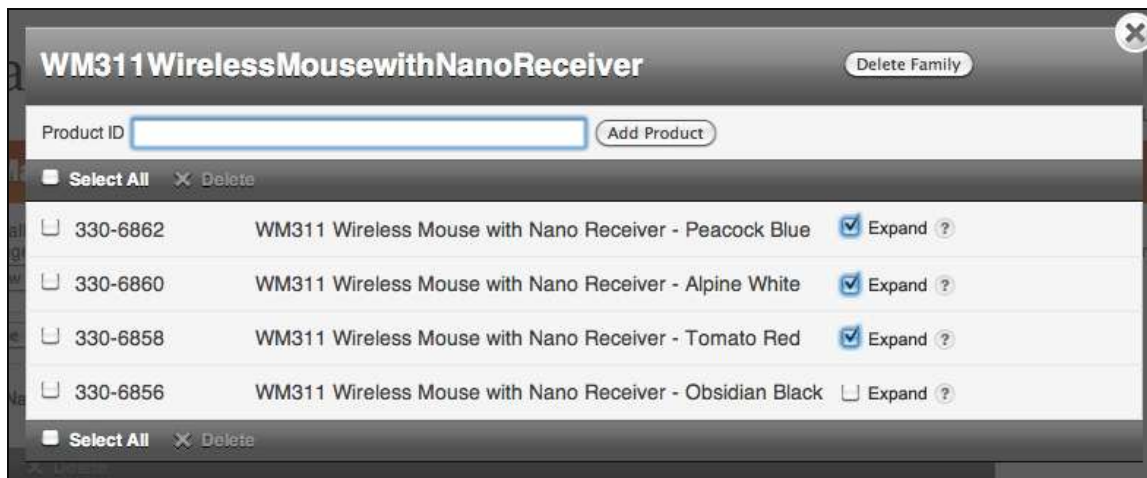 WM311WirelessMousewithNanoReceiver Delete Family
Product ID Add Product
Select All Delete
330-6862 WM311 Wireless Mouse with Nano Receiver - Peacock Blue Expand ?
330-6860 WM311 Wireless Mouse with Nano Receiver - Alpine White Expand ?
330-6858 WM311 Wireless Mouse with Nano Receiver - Tomato Red Expand ?
330-6856 WM311 Wireless Mouse with Nano Receiver - Obsidian Black Expand ?
Select All Delete